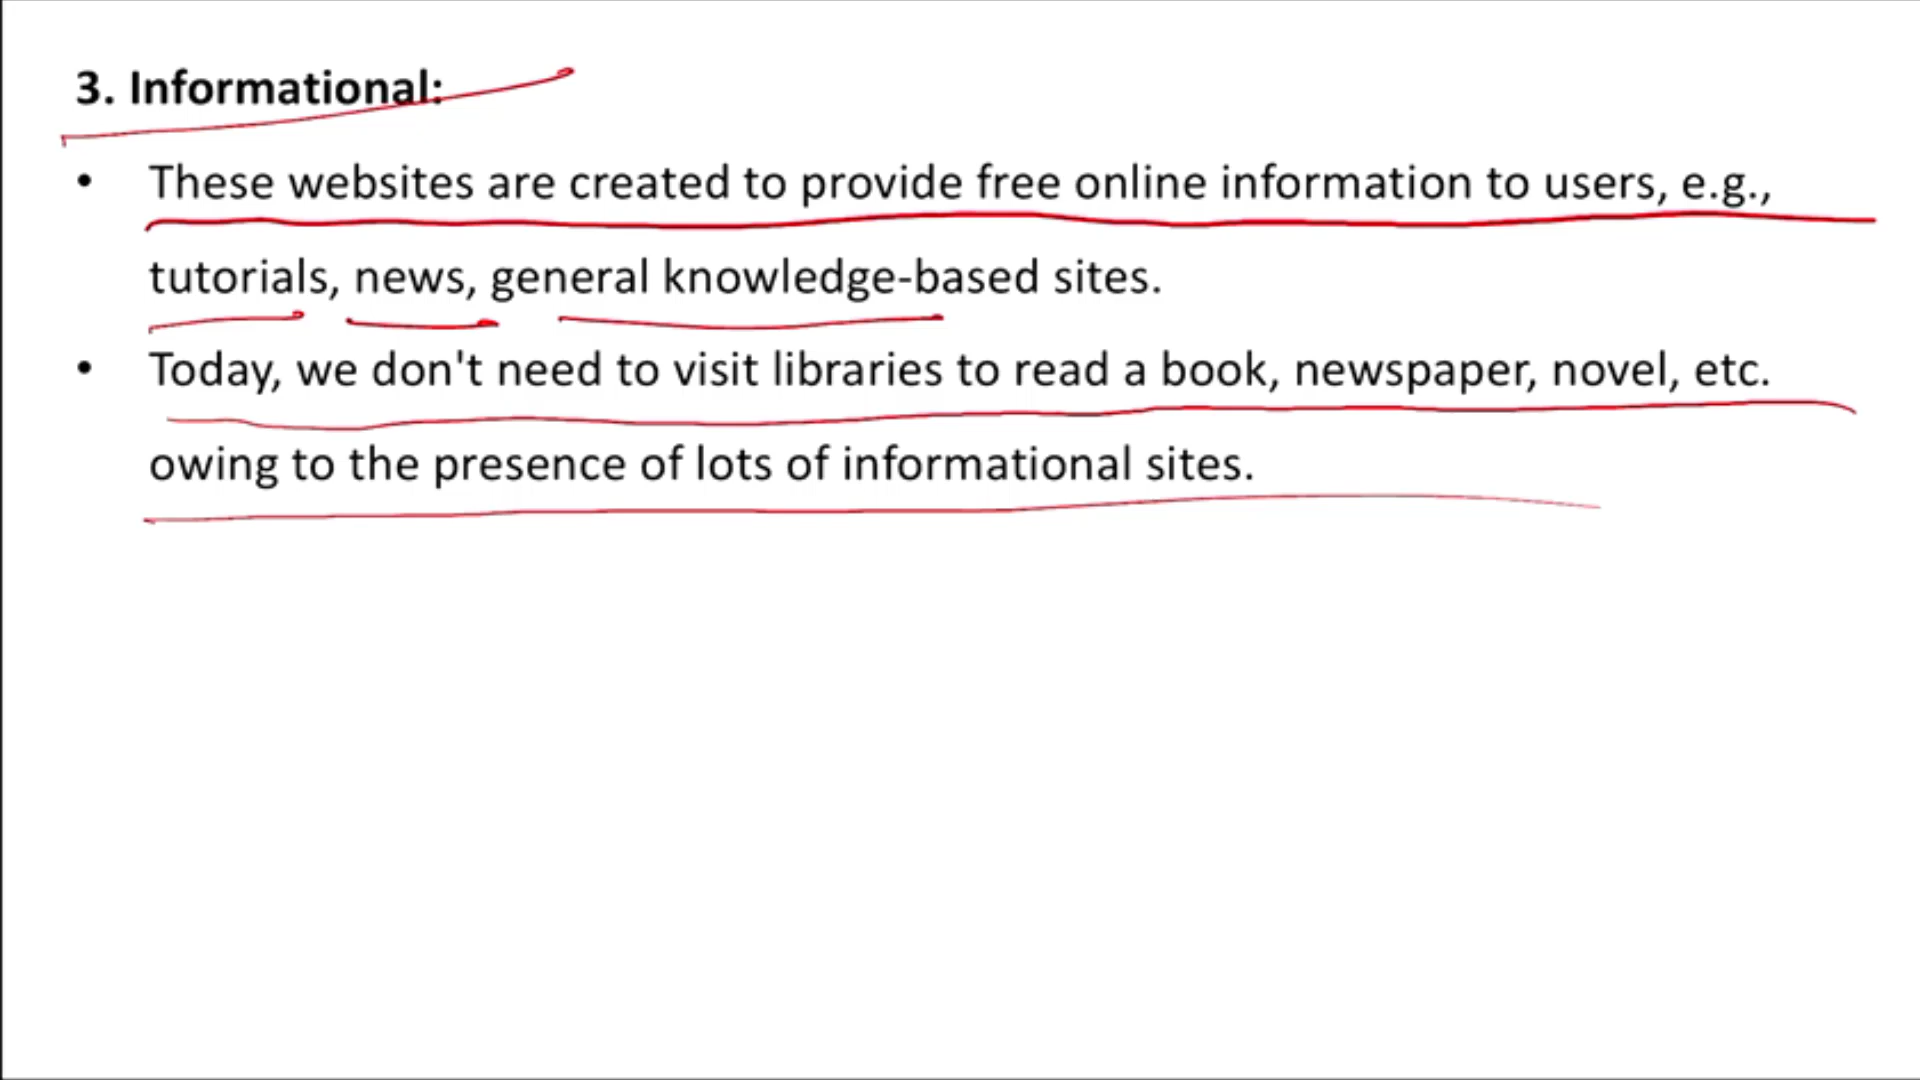 3. Informational:
• These websites are created to provide free online information to users, e.g.,
tutorials, news, general knowledge-based sites.
• Today, we don't need to visit libraries to read a book, newspaper, novel, etc.
owing to the presence of lots of informational sites.